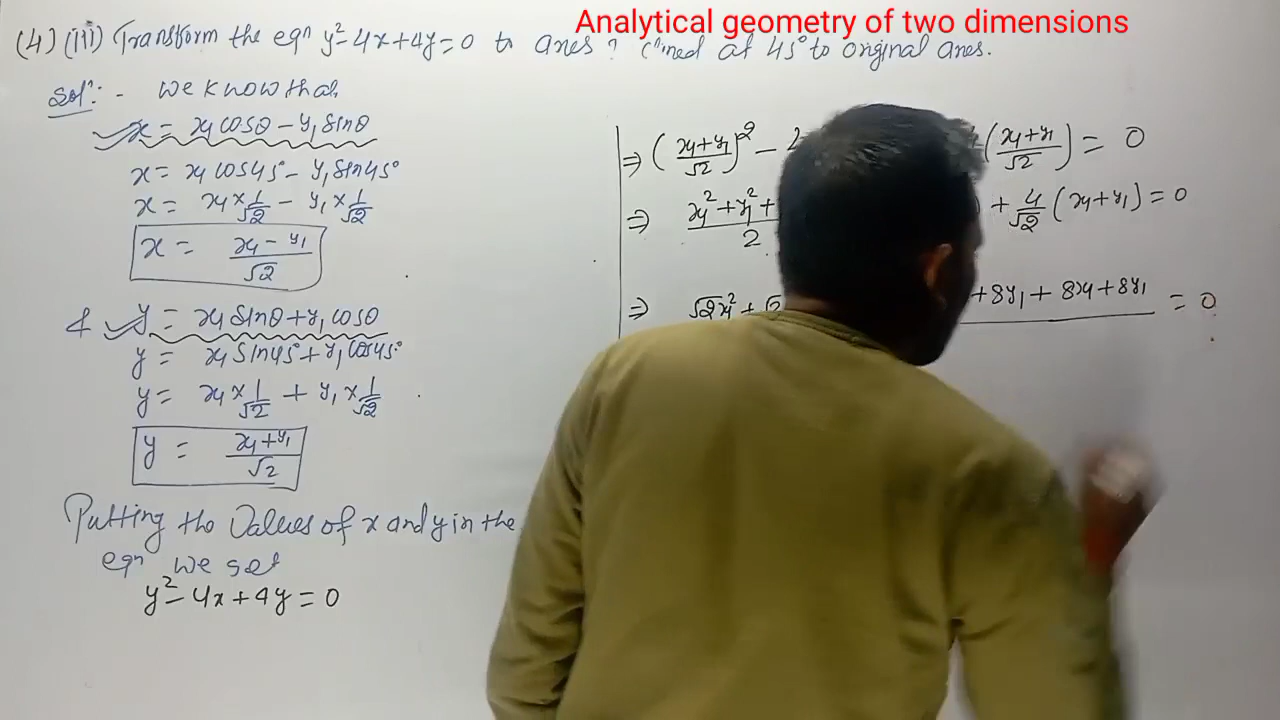 Analytical geometry of two dimensions
(4) (iii) Transform the eqⁿ y² - 4x + 4y = 0 to axes at 45° to original axes.
Solⁿ: - We know that
x = x₁ cosθ - y₁ sinθ
x = x₁ cos45° - y₁ sin45°
x = x₁ × 1/√2 - y₁ × 1/√2
x = (x₁ - y₁)/√2
& y = x₁ sinθ + y₁ cosθ
y = x₁ sin45° + y₁ cos45°
y = x₁ × 1/√2 + y₁ × 1/√2
y = (x₁ + y₁)/√2
Putting the Values of x and y in the
eqⁿ we get
y² - 4x + 4y = 0
⇒ ((x₁ + y₁)/√2)² - ((x₁ + y₁)/√2) = 0
⇒ (x₁² + y₁² + /2 + 4/√2 (x₁ + y₁) = 0
⇒ √2x₁² + + 8y₁ + 8x₁ + 8y₁ = 0